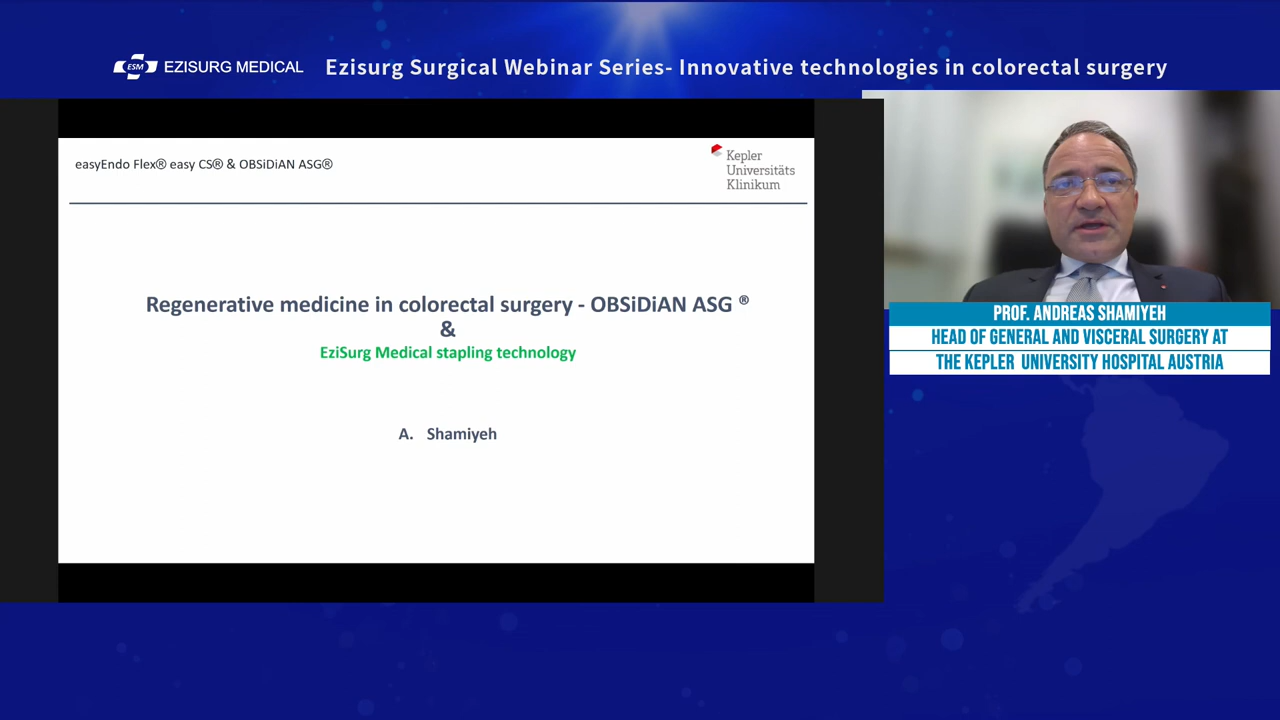 ESM EZISURG MEDICAL
Ezisurg Surgical Webinar Series- Innovative technologies in colorectal surgery
easyEndo Flex® easy CS® & OBSiDiAN ASG®
Kepler
Universitäts
Klinikum
Regenerative medicine in colorectal surgery - OBSiDiAN ASG ®
&
EziSurg Medical stapling technology
A. Shamiyeh
PROF. ANDREAS SHAMIYEH
HEAD OF GENERAL AND VISCERAL SURGERY AT
THE KEPLER UNIVERSITY HOSPITAL AUSTRIA